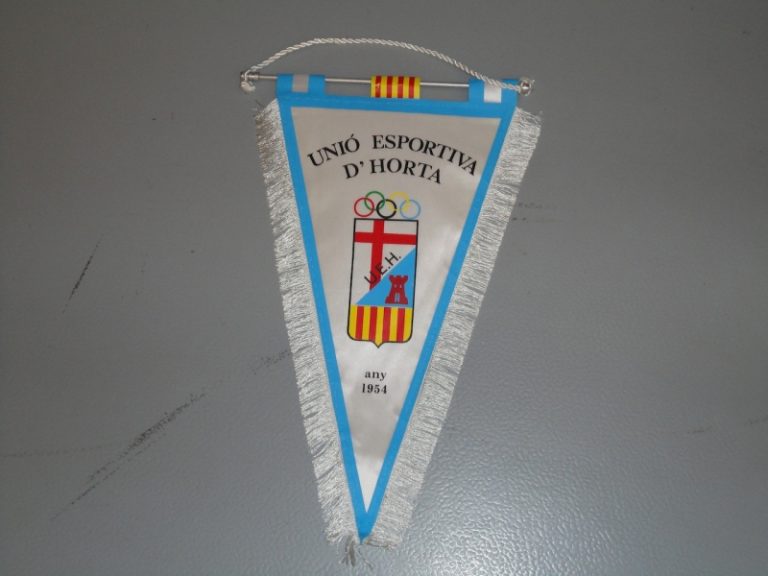 UNIÓ ESPORTIVA
D'HORTA
U.E.H.
any
1954